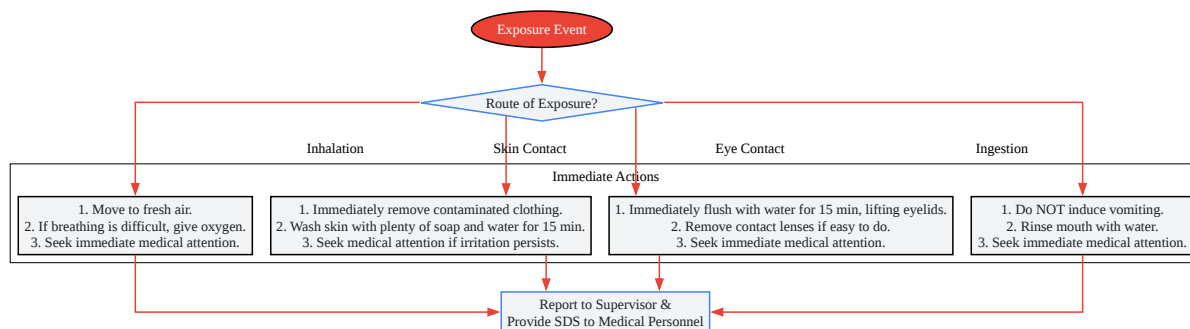 Exposure Event
Route of Exposure?
Inhalation
Skin Contact
Eye Contact
Ingestion
Immediate Actions
1. Move to fresh air.
2. If breathing is difficult, give oxygen.
3. Seek immediate medical attention.
1. Immediately remove contaminated clothing.
2. Wash skin with plenty of soap and water for 15 min.
3. Seek medical attention if irritation persists.
1. Immediately flush with water for 15 min, lifting eyelids.
2. Remove contact lenses if easy to do.
3. Seek immediate medical attention.
1. Do NOT induce vomiting.
2. Rinse mouth with water.
3. Seek immediate medical attention.
Report to Supervisor &
Provide SDS to Medical Personnel